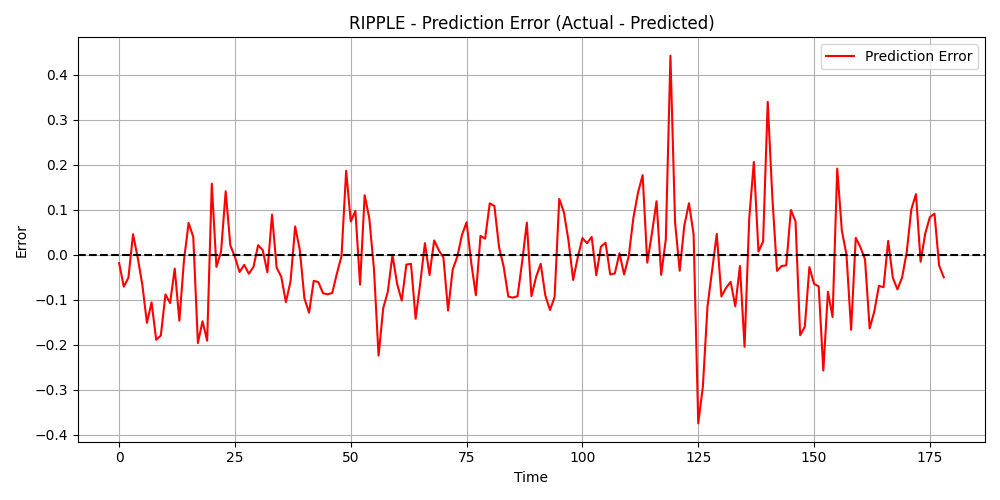 RIPPLE - Prediction Error (Actual - Predicted)
Prediction Error
Error
0.4
0.3
0.2
0.1
0.0
−0.1
−0.2
−0.3
−0.4
0 25 50 75 100 125 150 175
Time